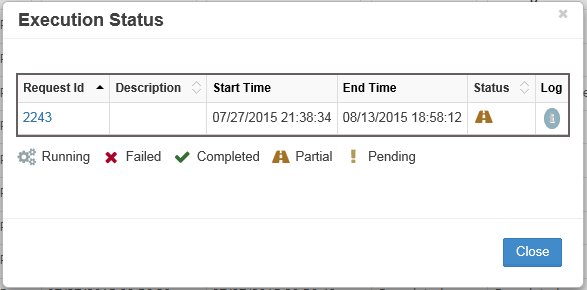 Execution Status
Request Id Description Start Time End Time Status Log
2243 07/27/2015 21:38:34 08/13/2015 18:58:12
Running Failed Completed Partial Pending
Close